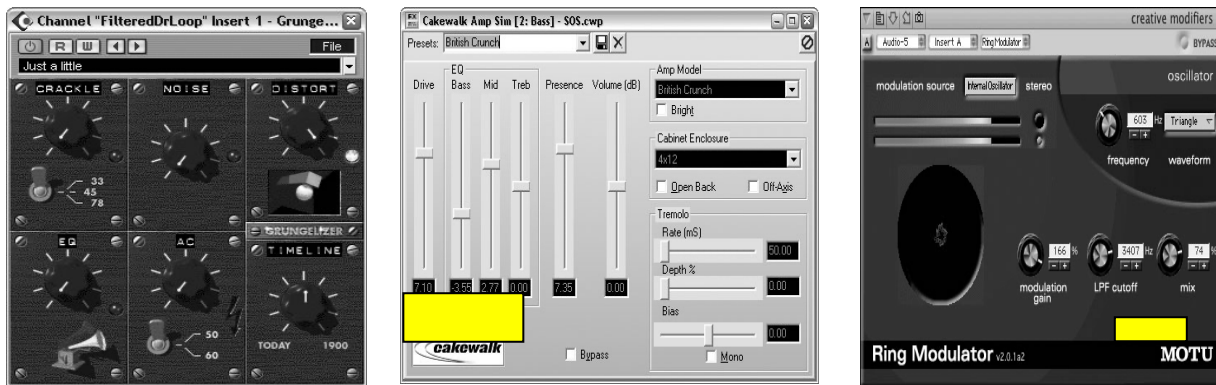 Channel "FilteredDrLoop" Insert 1 - Grunge...
R W File
Just a little
CRACKLE NOISE DISTORT
33
45
78
GRUNGELIZER
EQ AC TIMELINE
50
60
TODAY 1900
Cakewalk Amp Sim [2: Bass] - SOS.cwp
Presets: British Crunch
EQ
Drive Bass Mid Treb Presence Volume (dB)
7.10 -3.55 2.77 0.00 7.35 0.00
cakewalk
Bypass
Amp Model
British Crunch
Bright
Cabinet Enclosure
4x12
Open Back Off-Axis
Tremolo
Rate (mS)
50.00
Depth %
0.00
Bias
0.00
Mono
creative modifiers
A Audio-5 Insert A Ring Modulator BYPASS
oscillator
modulation source Internal Oscillator stereo
603 Hz Triangle
frequency waveform
166 % 3407 Hz 74 %
modulation gain LPF cutoff mix
Ring Modulator v2.0.1a2 MOTU